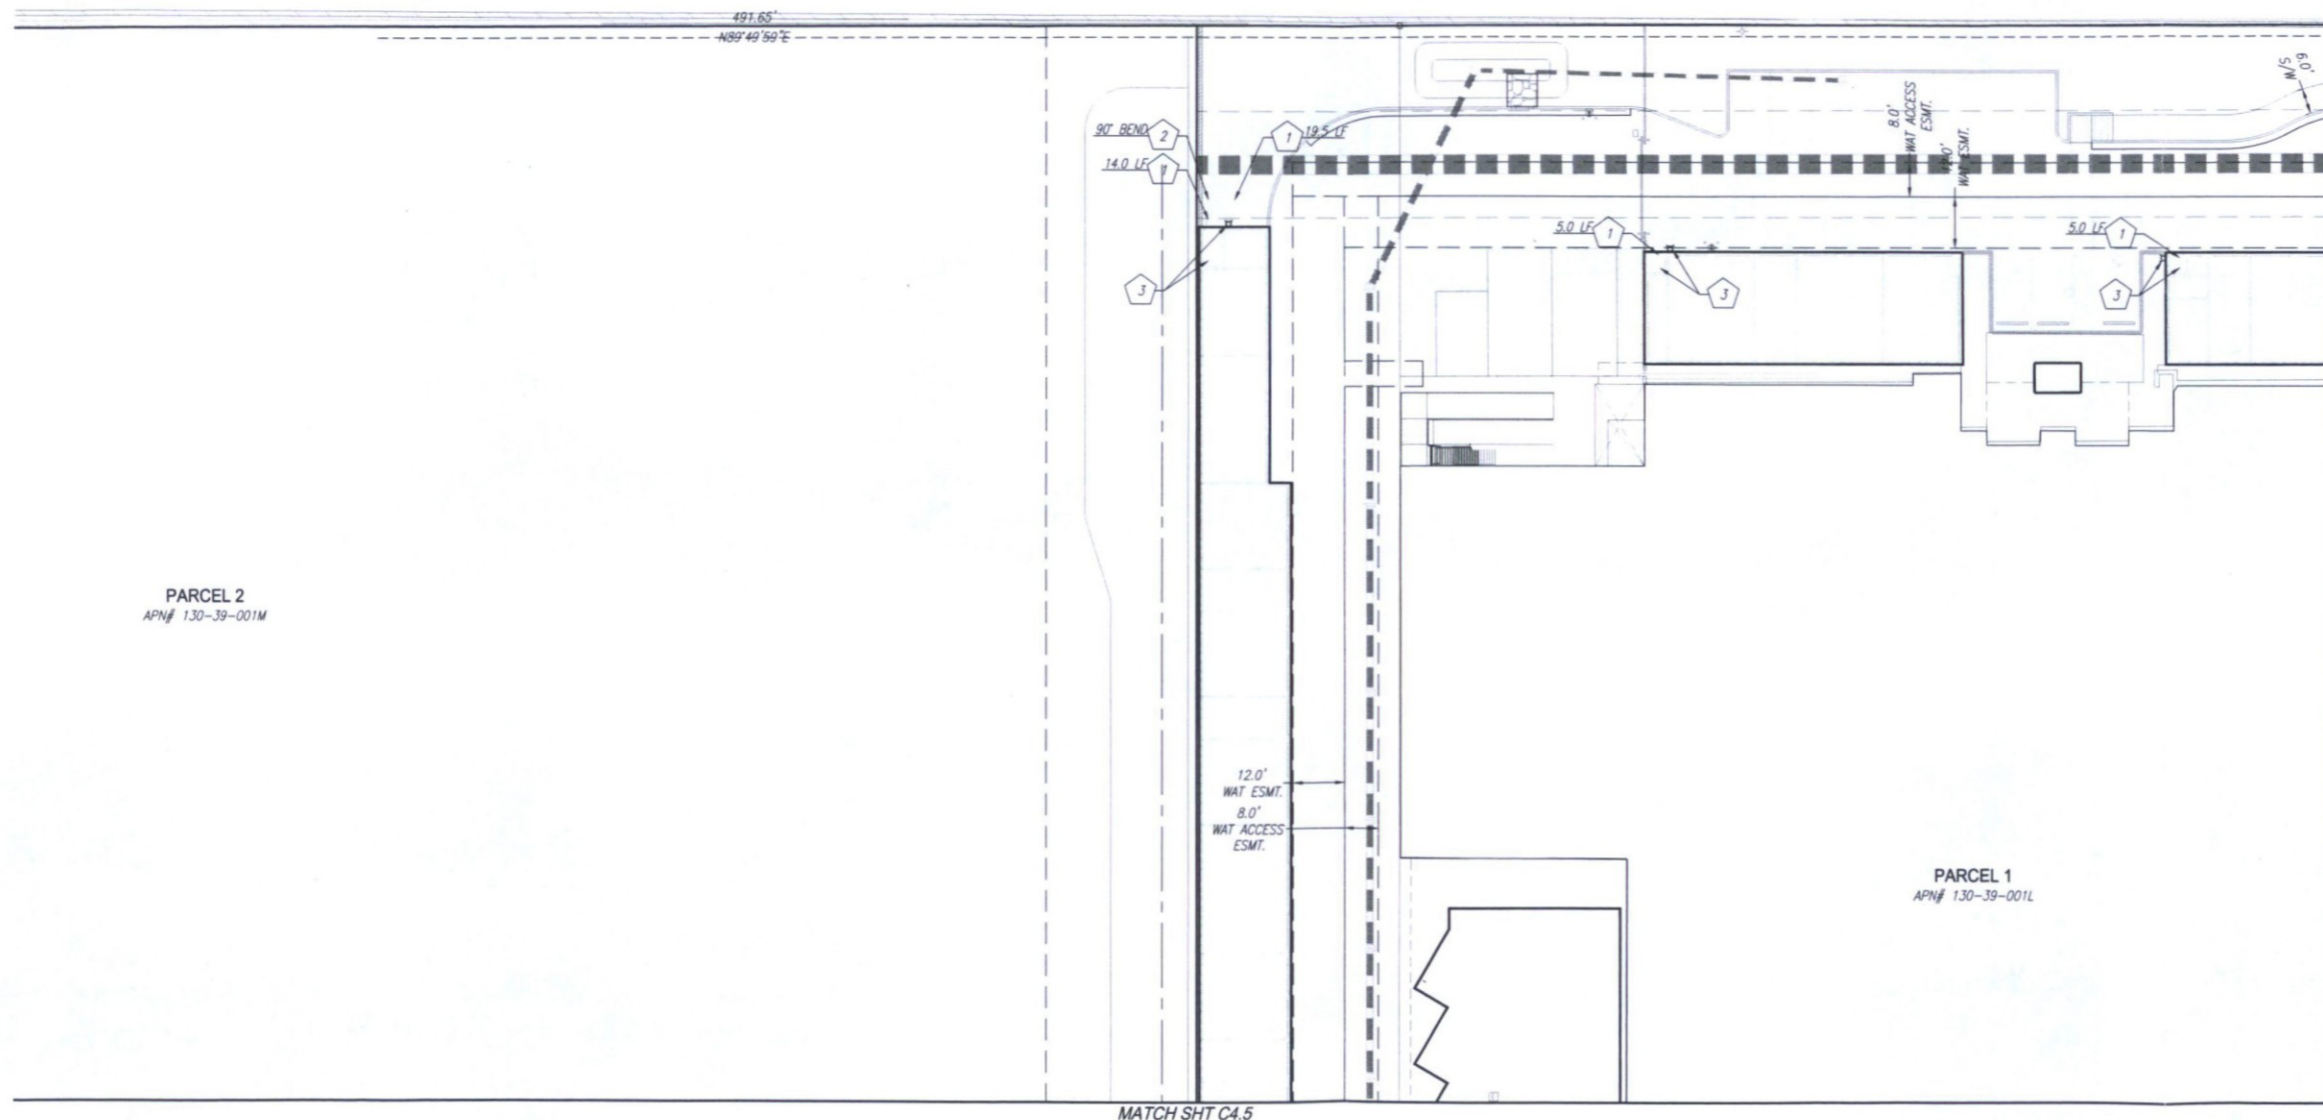 491.65'
N89°49'59"E
6.0'
S/W
90° BEND 2
1 19.5 LF
14.0 LF 1
8.0'
WAT ACCESS
ESMT.
WAT ESMT.
5.0 LF 1
5.0 LF 1
3
3
3
PARCEL 2
APN# 130-39-001M
12.0'
WAT ESMT.
8.0'
WAT ACCESS
ESMT.
PARCEL 1
APN# 130-39-001L
MATCH SHT C4.5